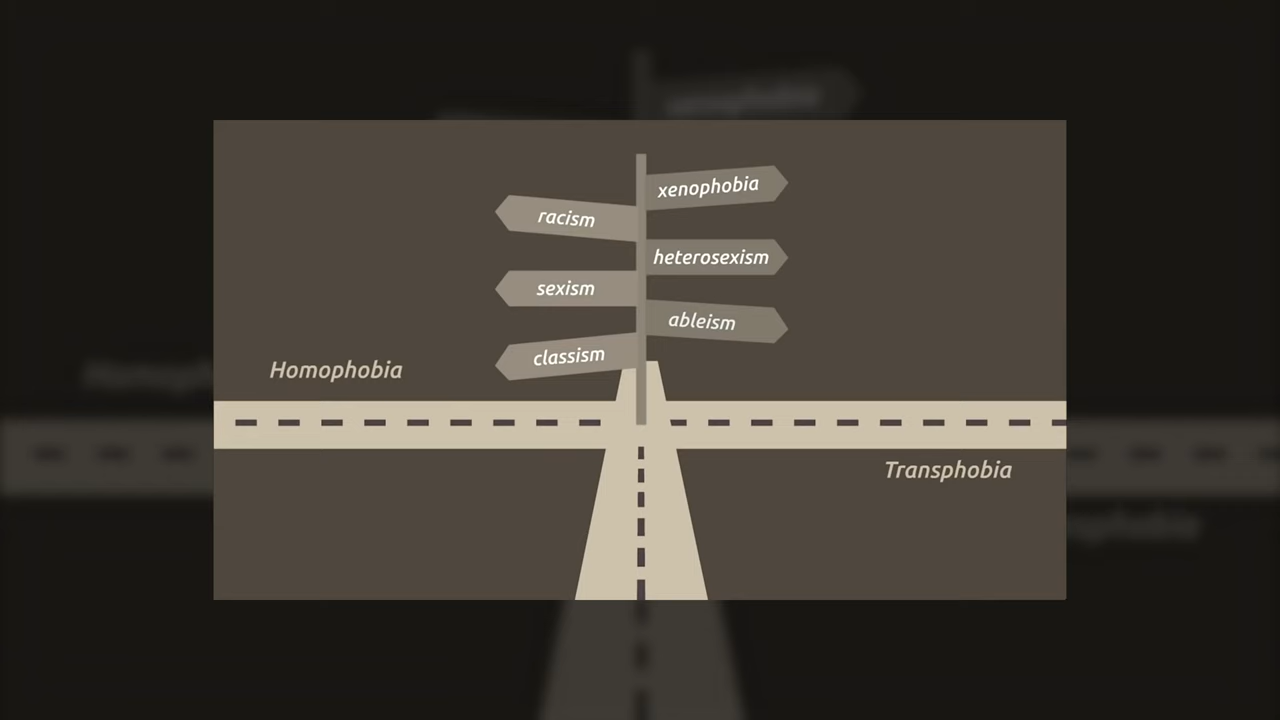 xenophobia
racism
heterosexism
sexism
ableism
classism
Homophobia
Transphobia